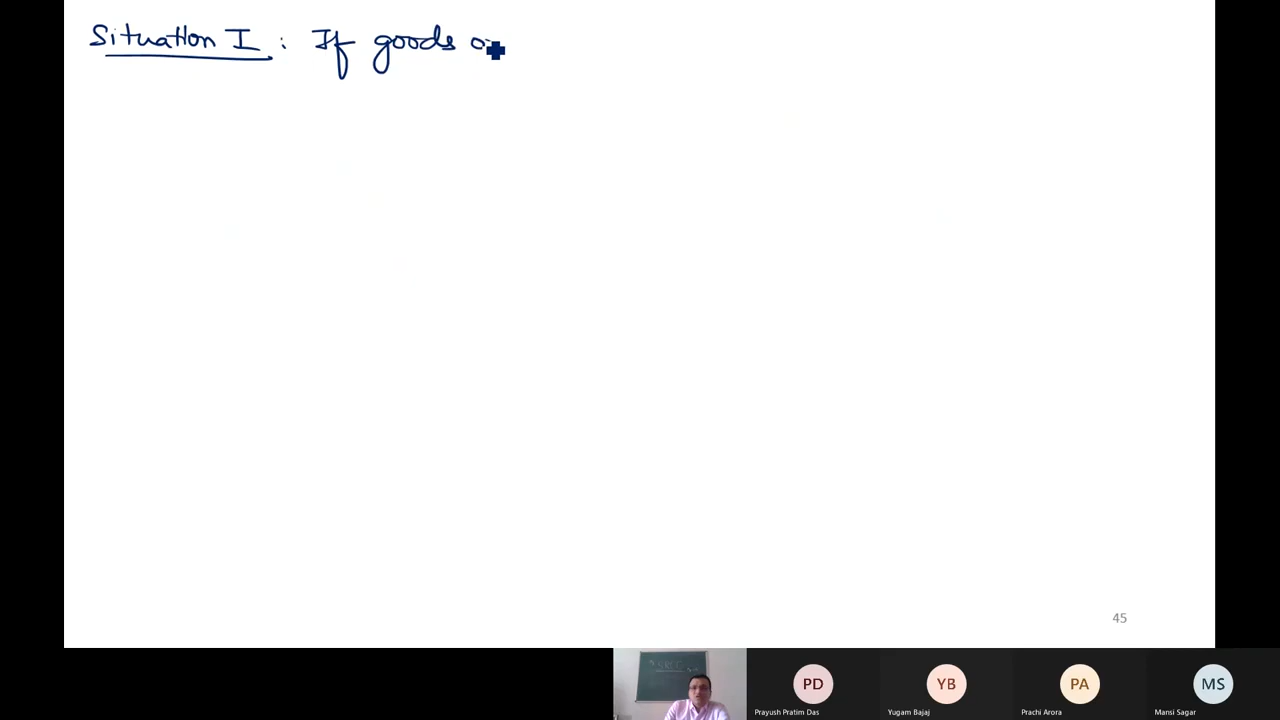 Situation I : If goods
45
PD
YB
PA
MS
Prayush Pratim Das
Yugam Bajaj
Prachi Arora
Mansi Sagar